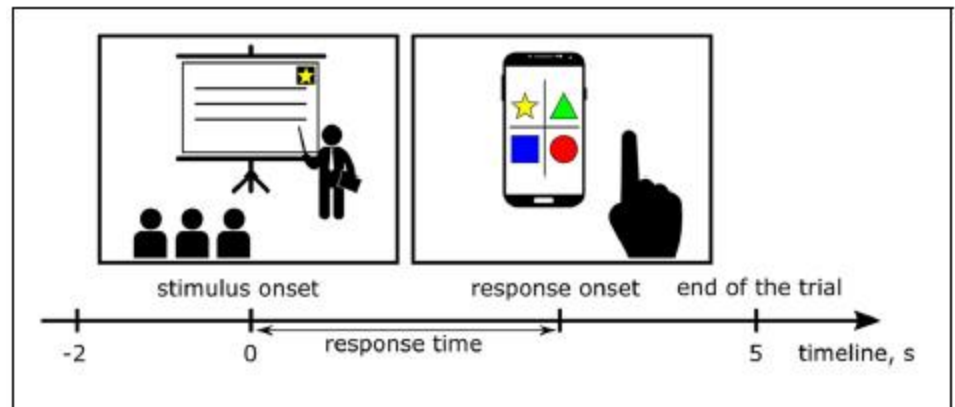 stimulus onset
response onset
end of the trial
response time
-2
0
5
timeline, s